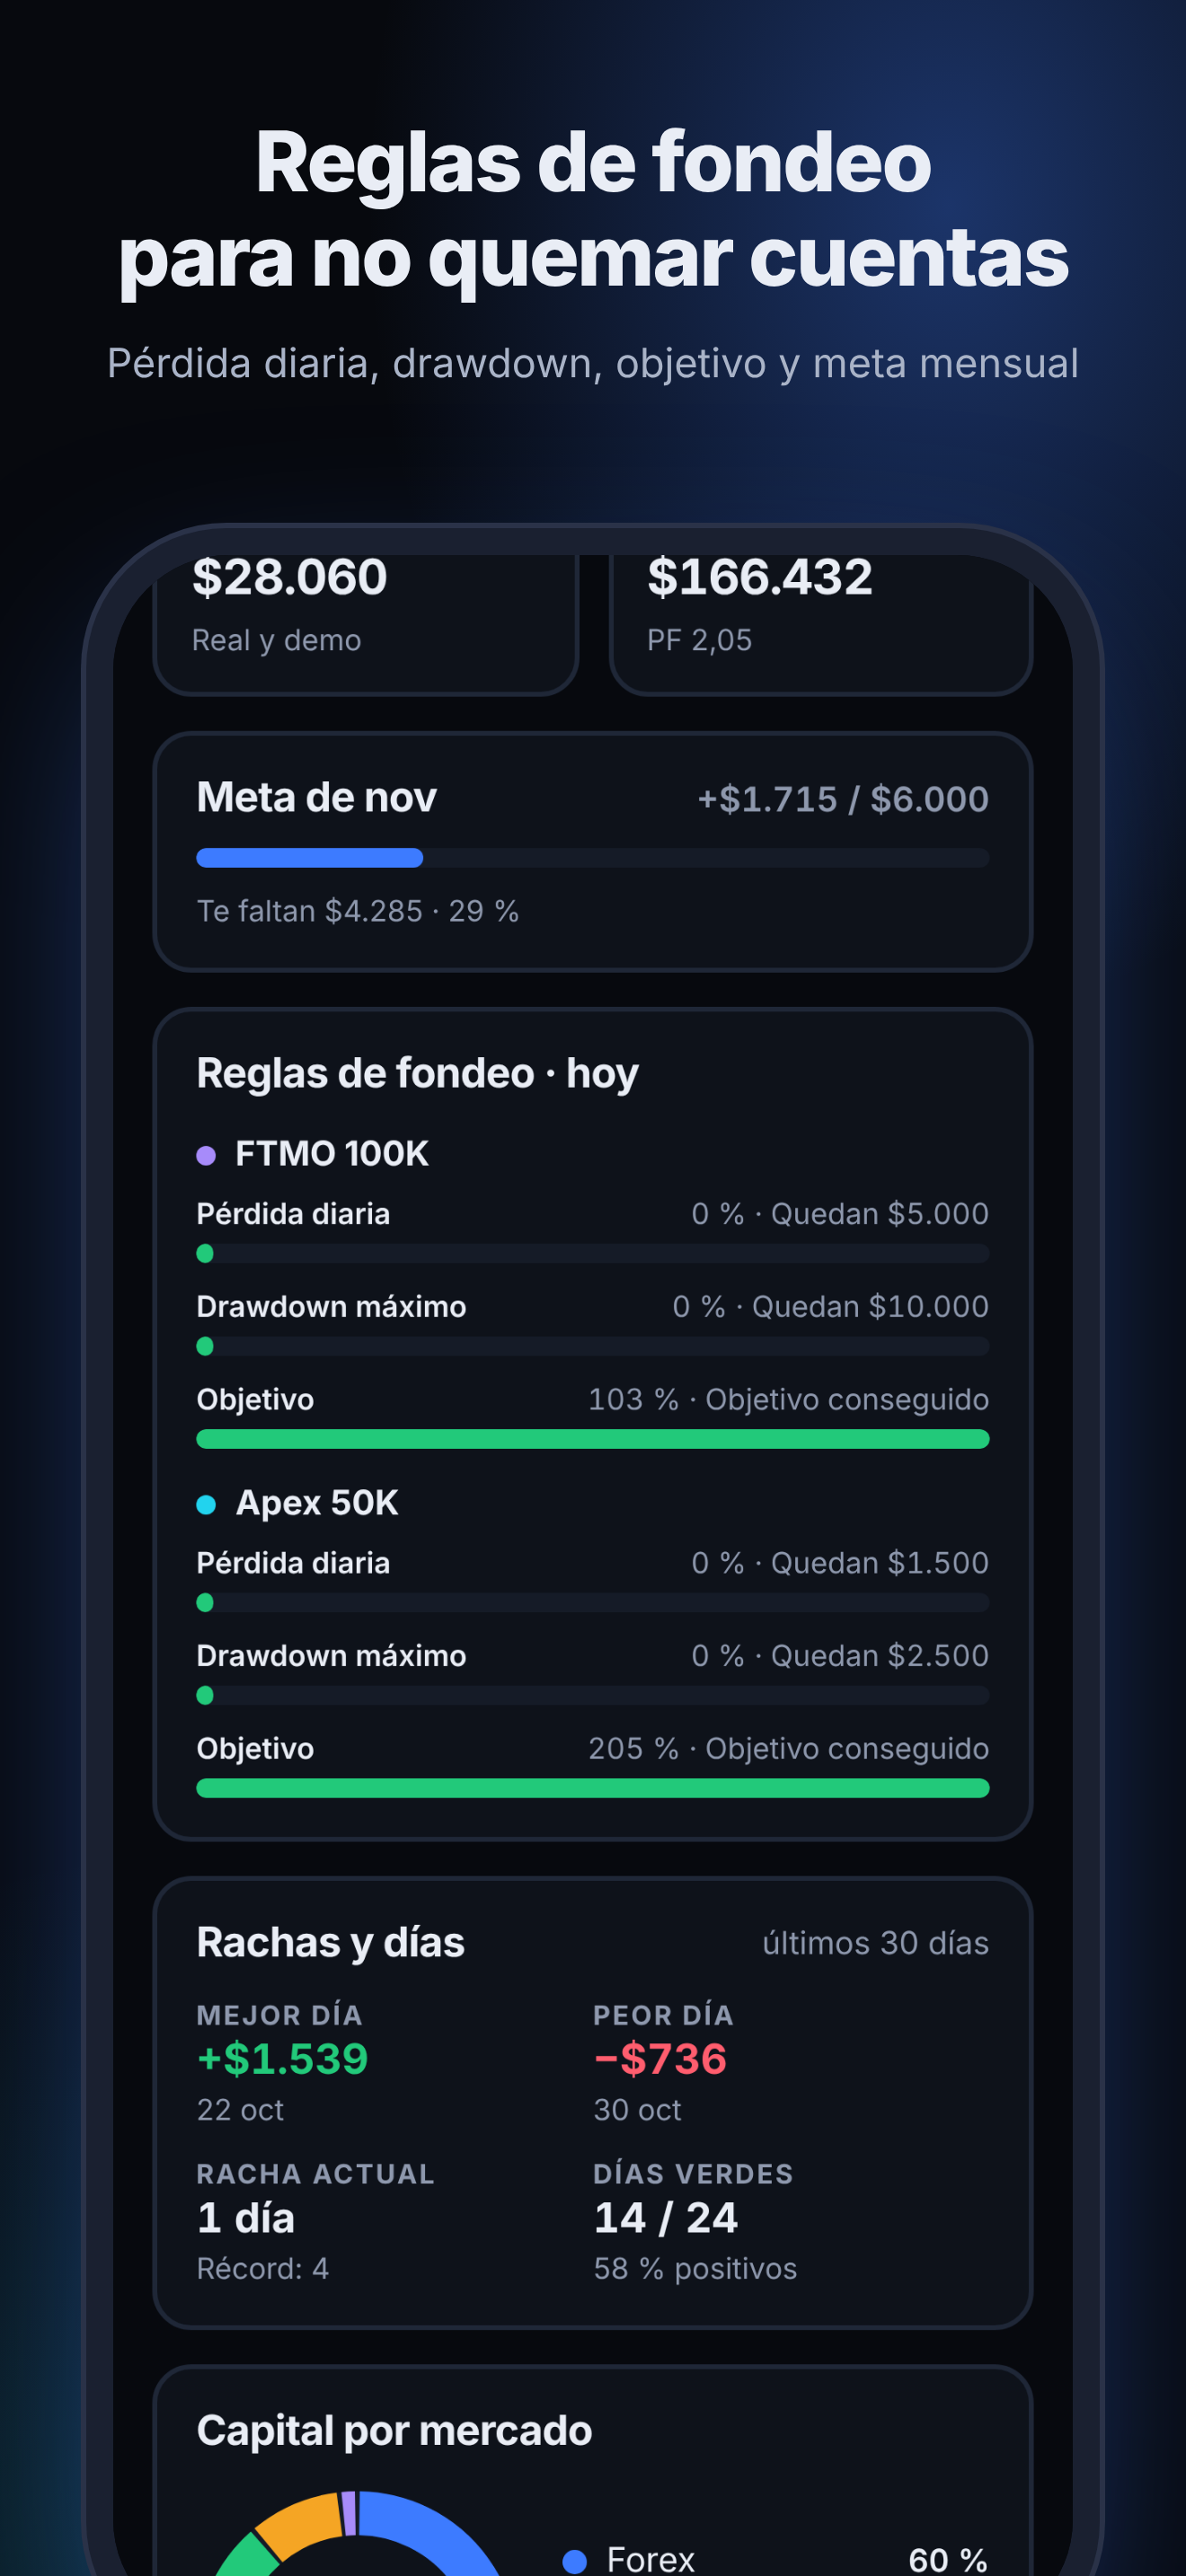 Reglas de fondeo
para no quemar cuentas
Pérdida diaria, drawdown, objetivo y meta mensual
$28.060
Real y demo
$166.432
PF 2,05
Meta de nov
+$1.715 / $6.000
Te faltan $4.285 · 29 %
Reglas de fondeo · hoy
FTMO 100K
Pérdida diaria
0 % · Quedan $5.000
Drawdown máximo
0 % · Quedan $10.000
Objetivo
103 % · Objetivo conseguido
Apex 50K
Pérdida diaria
0 % · Quedan $1.500
Drawdown máximo
0 % · Quedan $2.500
Objetivo
205 % · Objetivo conseguido
Rachas y días
últimos 30 días
MEJOR DÍA
+$1.539
22 oct
PEOR DÍA
−$736
30 oct
RACHA ACTUAL
1 día
Récord: 4
DÍAS VERDES
14 / 24
58 % positivos
Capital por mercado
Forex
60 %